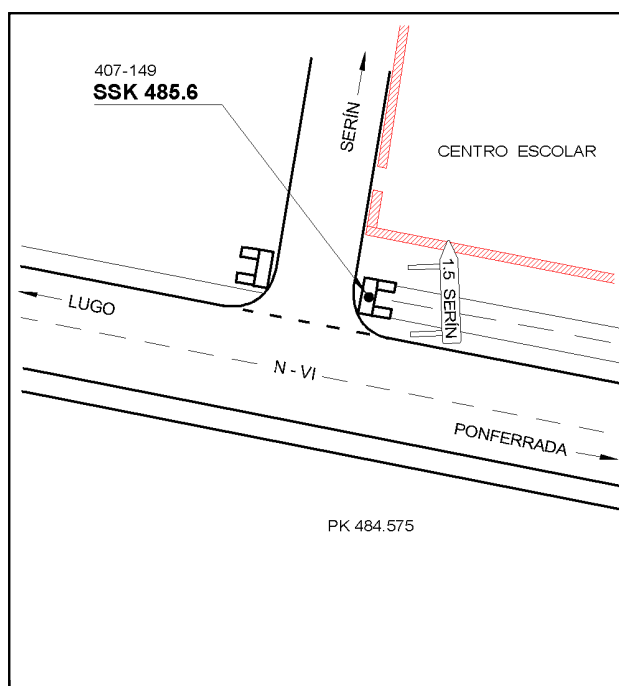 407-149
SSK 485.6
SERÍN
CENTRO ESCOLAR
1.5 SERÍN
LUGO
N - VI
PONFERRADA
PK 484.575